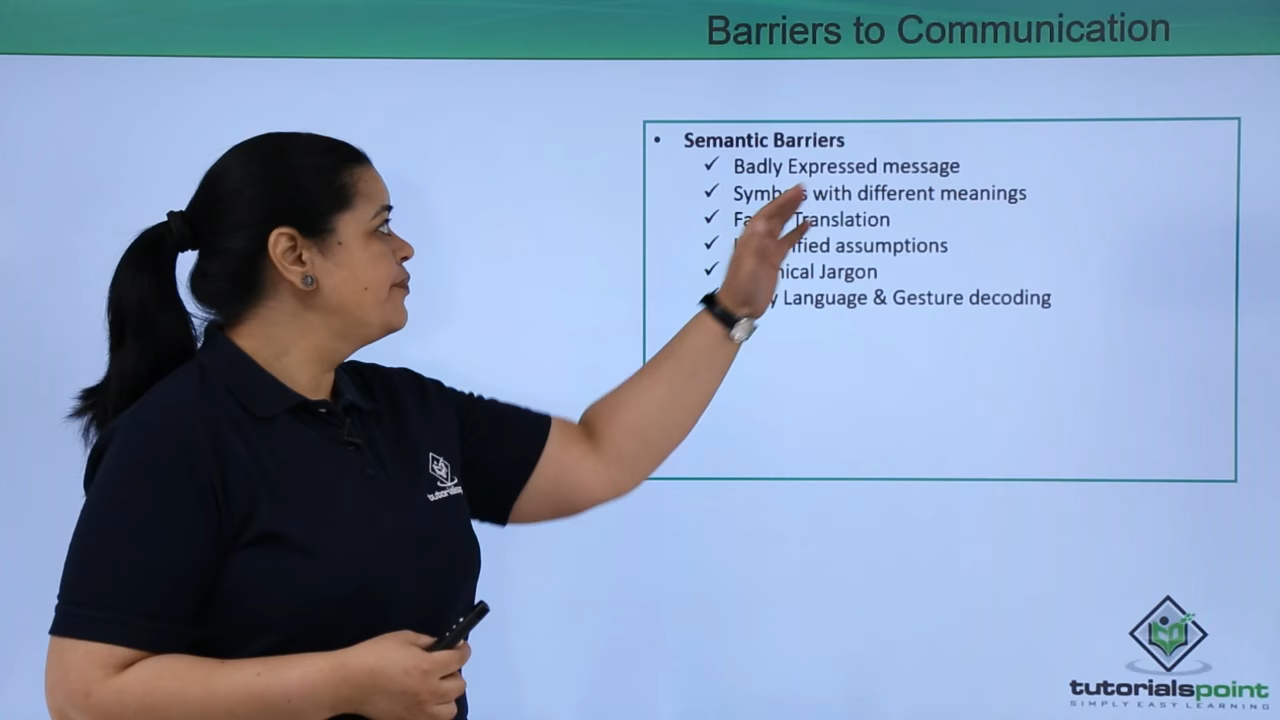 Barriers to Communication
• Semantic Barriers
✓ Badly Expressed message
✓ with different meanings
✓ Translation
✓ assumptions
✓ Jargon
Language & Gesture decoding
tutorialspoint
SIMPLY EASY LEARNING